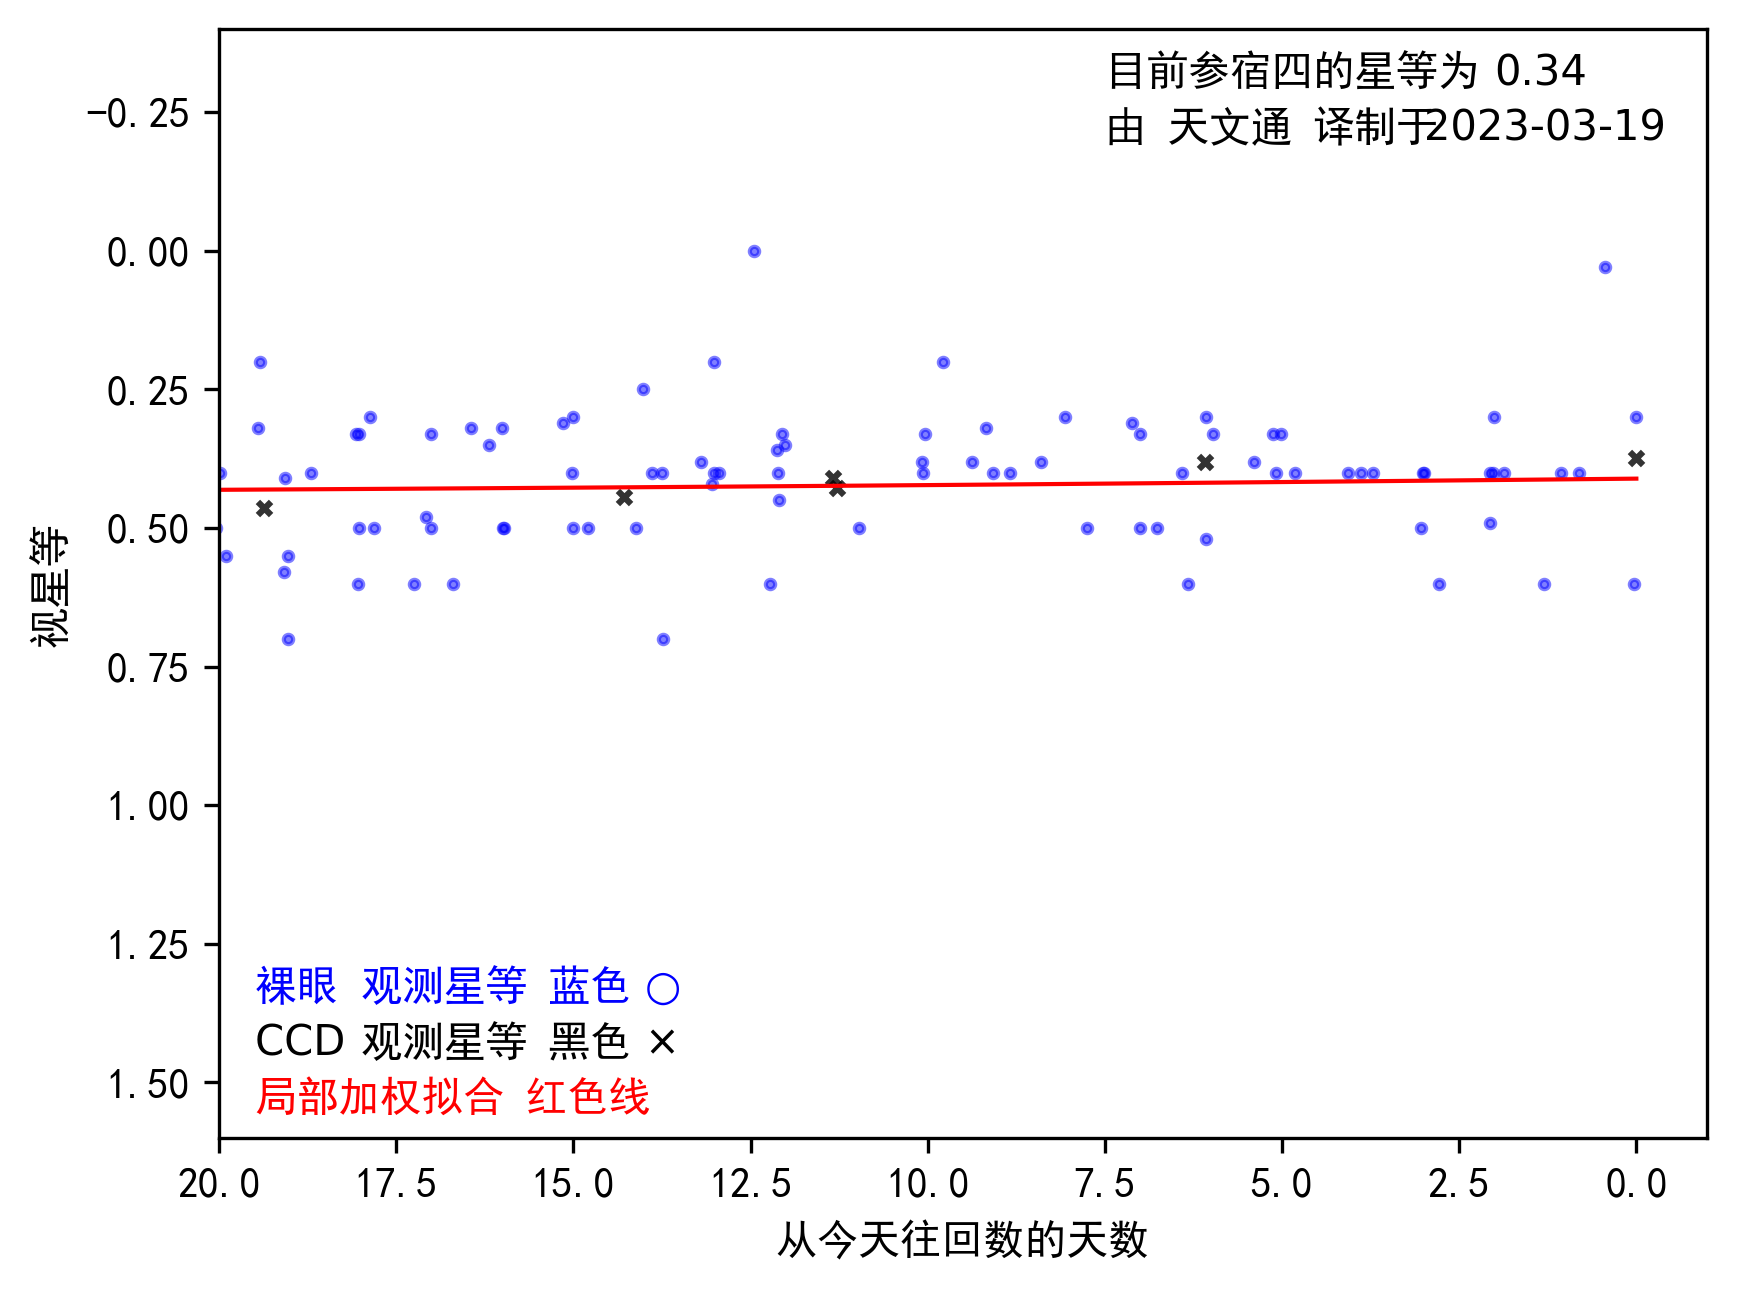 目前参宿四的星等为 0.34
由 天文通 译制于2023-03-19
−0.25
0.00
0.25
0.50
0.75
1.00
1.25
1.50
视星等
裸眼 观测星等 蓝色 ○
CCD 观测星等 黑色 ×
局部加权拟合 红色线
20.0 17.5 15.0 12.5 10.0 7.5 5.0 2.5 0.0
从今天往回数的天数